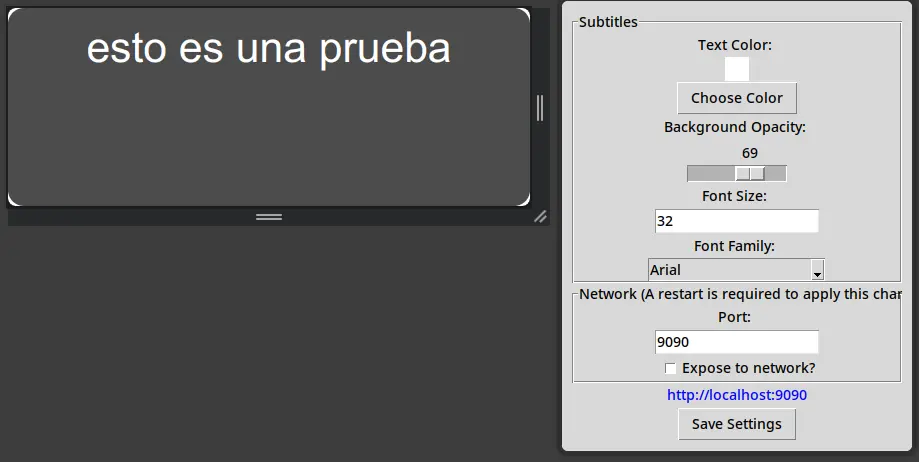 esto es una prueba
Subtitles
Text Color:
Choose Color
Background Opacity:
69
Font Size:
32
Font Family:
Arial
Network (A restart is required to apply this char
Port:
9090
Expose to network?
http://localhost:9090
Save Settings